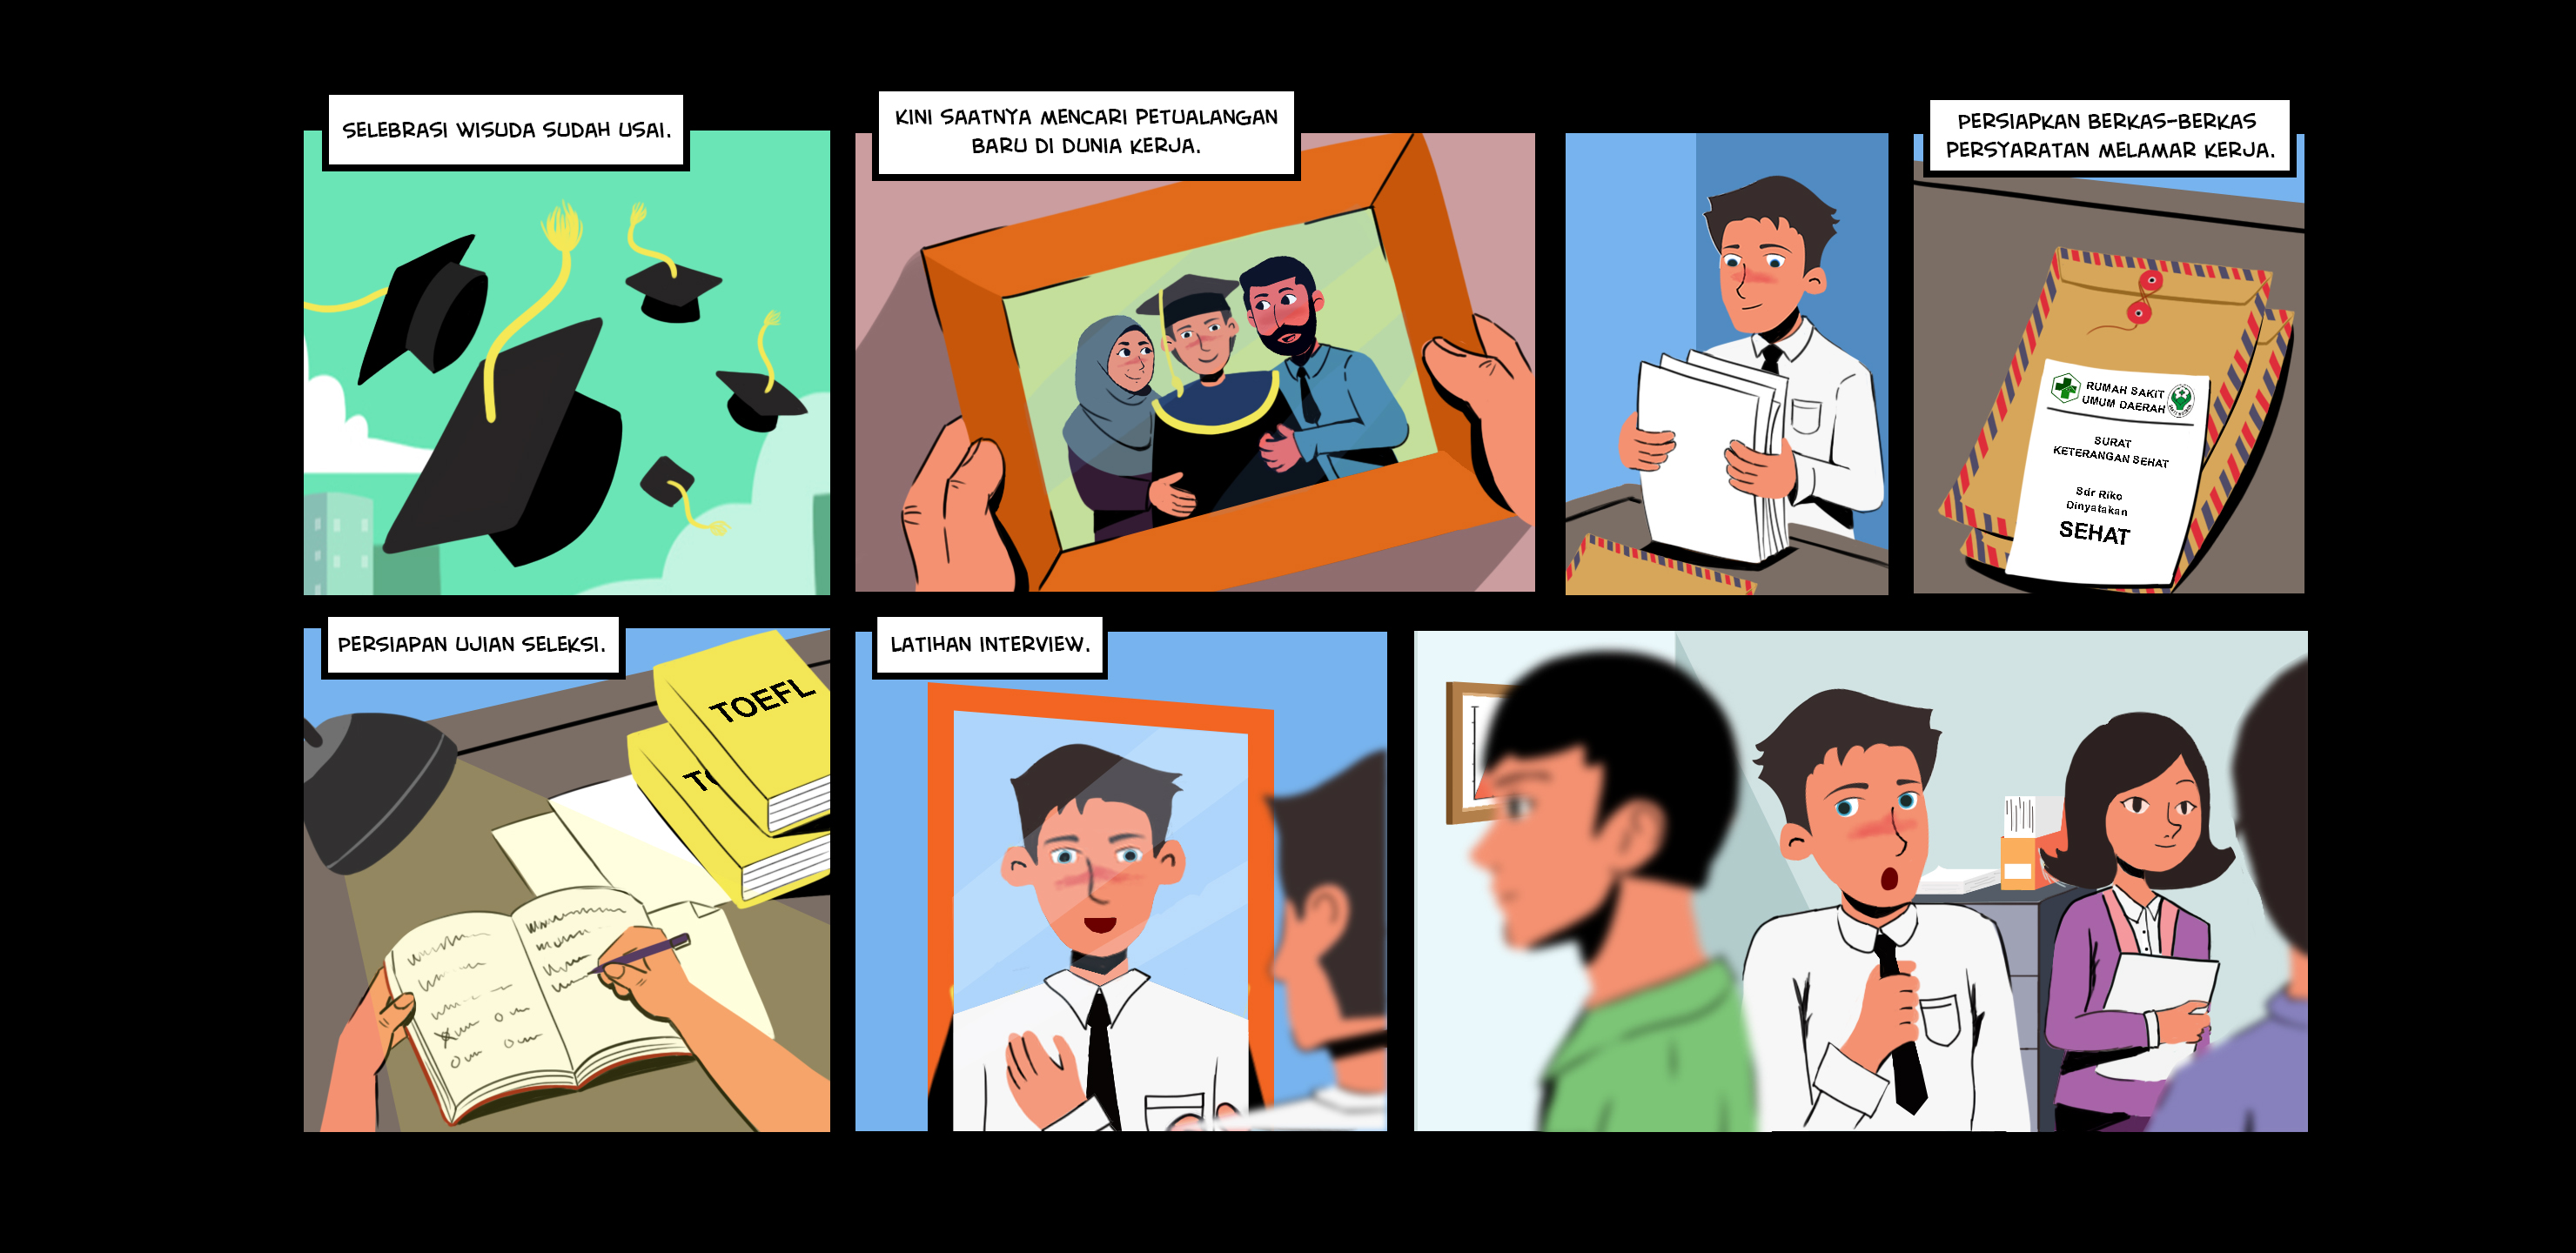 SELEBRASI WISUDA SUDAH USAI.
KINI SAATNYA MENCARI PETUALANGAN
BARU DI DUNIA KERJA.
PERSIAPKAN BERKAS-BERKAS
PERSYARATAN MELAMAR KERJA.
RUMAH SAKIT
UMUM DAERAH
SURAT
KETERANGAN SEHAT
Sdr Riko
Dinyatakan
SEHAT
PERSIAPAN UJIAN SELEKSI.
TOEFL
TO
LATIHAN INTERVIEW.